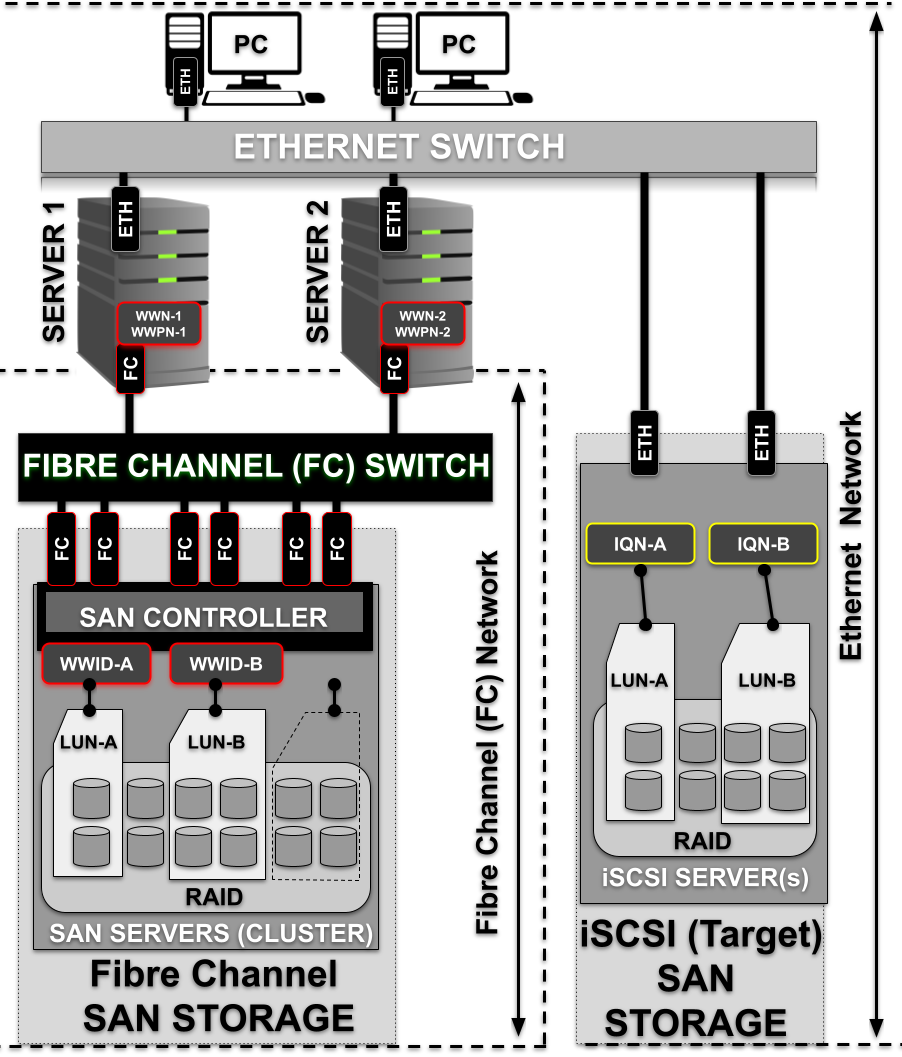 PC
PC
ETH
ETH
ETHERNET SWITCH
SERVER 1
ETH
SERVER 2
ETH
WWN-1
WWPN-1
WWN-2
WWPN-2
FC
FC
ETH
ETH
FIBRE CHANNEL (FC) SWITCH
FC
FC
FC
FC
FC
FC
IQN-A
IQN-B
SAN CONTROLLER
WWID-A
WWID-B
LUN-A
LUN-B
LUN-A
LUN-B
RAID
RAID
iSCSI SERVER(s)
SAN SERVERS (CLUSTER)
Fibre Channel
SAN STORAGE
iSCSI (Target)
SAN
STORAGE
Fibre Channel (FC) Network
Ethernet Network